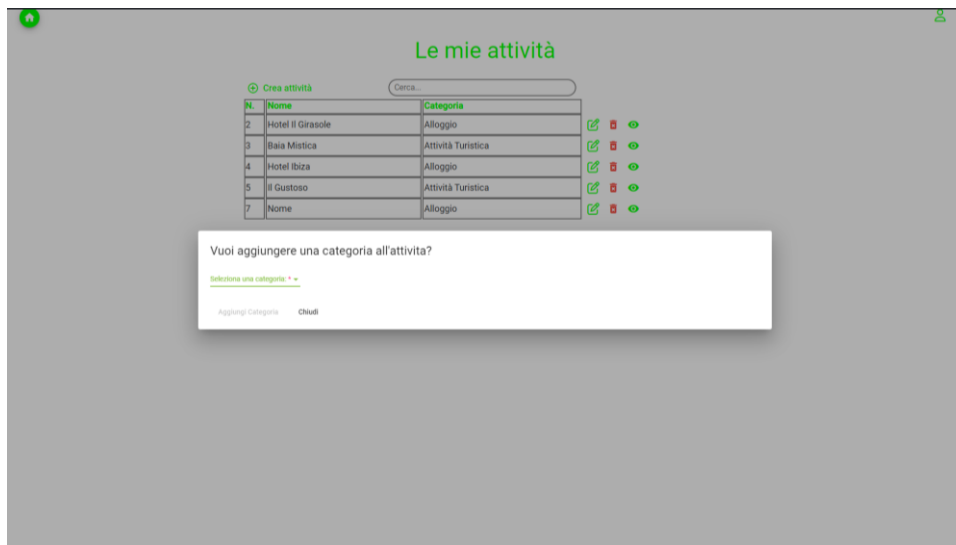 Le mie attività
Crea attività Cerca...
N. Nome Categoria
2 Hotel Il Girasole Alloggio
3 Baia Mistica Attività Turistica
4 Hotel Ibiza Alloggio
5 Il Gustoso Attività Turistica
7 Nome Alloggio
Vuoi aggiungere una categoria all'attivita?
Seleziona una categoria: *
Aggiungi Categoria Chiudi